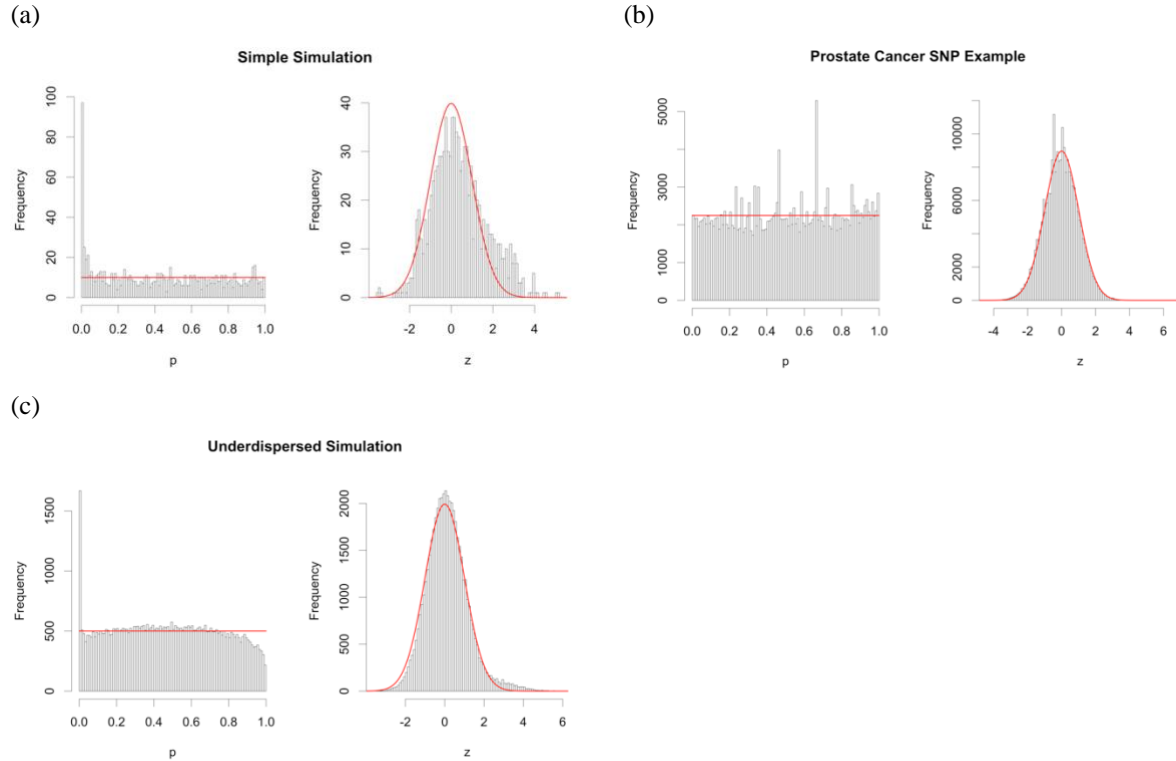 (a)
(b)
Simple Simulation
Prostate Cancer SNP Example
Frequency
0 20 40 60 80 100
0.0 0.2 0.4 0.6 0.8 1.0
p
Frequency
0 10 20 30 40
-2 0 2 4
z
Frequency
0 1000 2000 3000 5000
0.0 0.2 0.4 0.6 0.8 1.0
p
Frequency
0 2000 6000 10000
-4 -2 0 2 4 6
z
(c)
Underdispersed Simulation
Frequency
0 500 1000 1500
0.0 0.2 0.4 0.6 0.8 1.0
p
Frequency
0 500 1000 1500 2000
-2 0 2 4 6
z